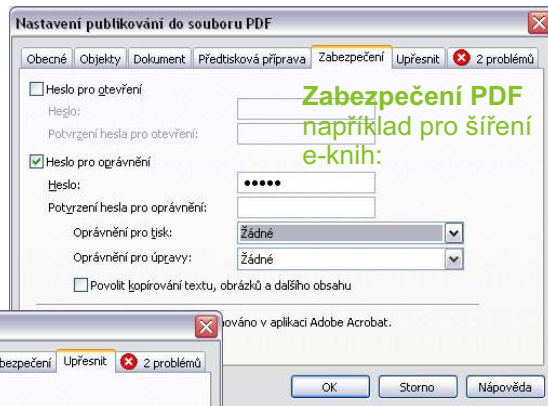 Nastavení publikování do souboru PDF
Obecné Objekty Dokument Předtisková příprava Zabezpečení Upřesnit 2 problémů
Heslo pro otevření
Heslo:
Potvrzení hesla pro otevření:
Zabezpečení PDF
například pro šíření
e-knih:
Heslo pro oprávnění
Heslo:
•••••
Potvrzení hesla pro oprávnění:
Oprávnění pro tisk: Žádné
Oprávnění pro úpravy: Žádné
Povolit kopírování textu, obrázků a dalšího obsahu
nováno v aplikaci Adobe Acrobat.
bezpečení Upřesnit 2 problémů
OK Storno Nápověda